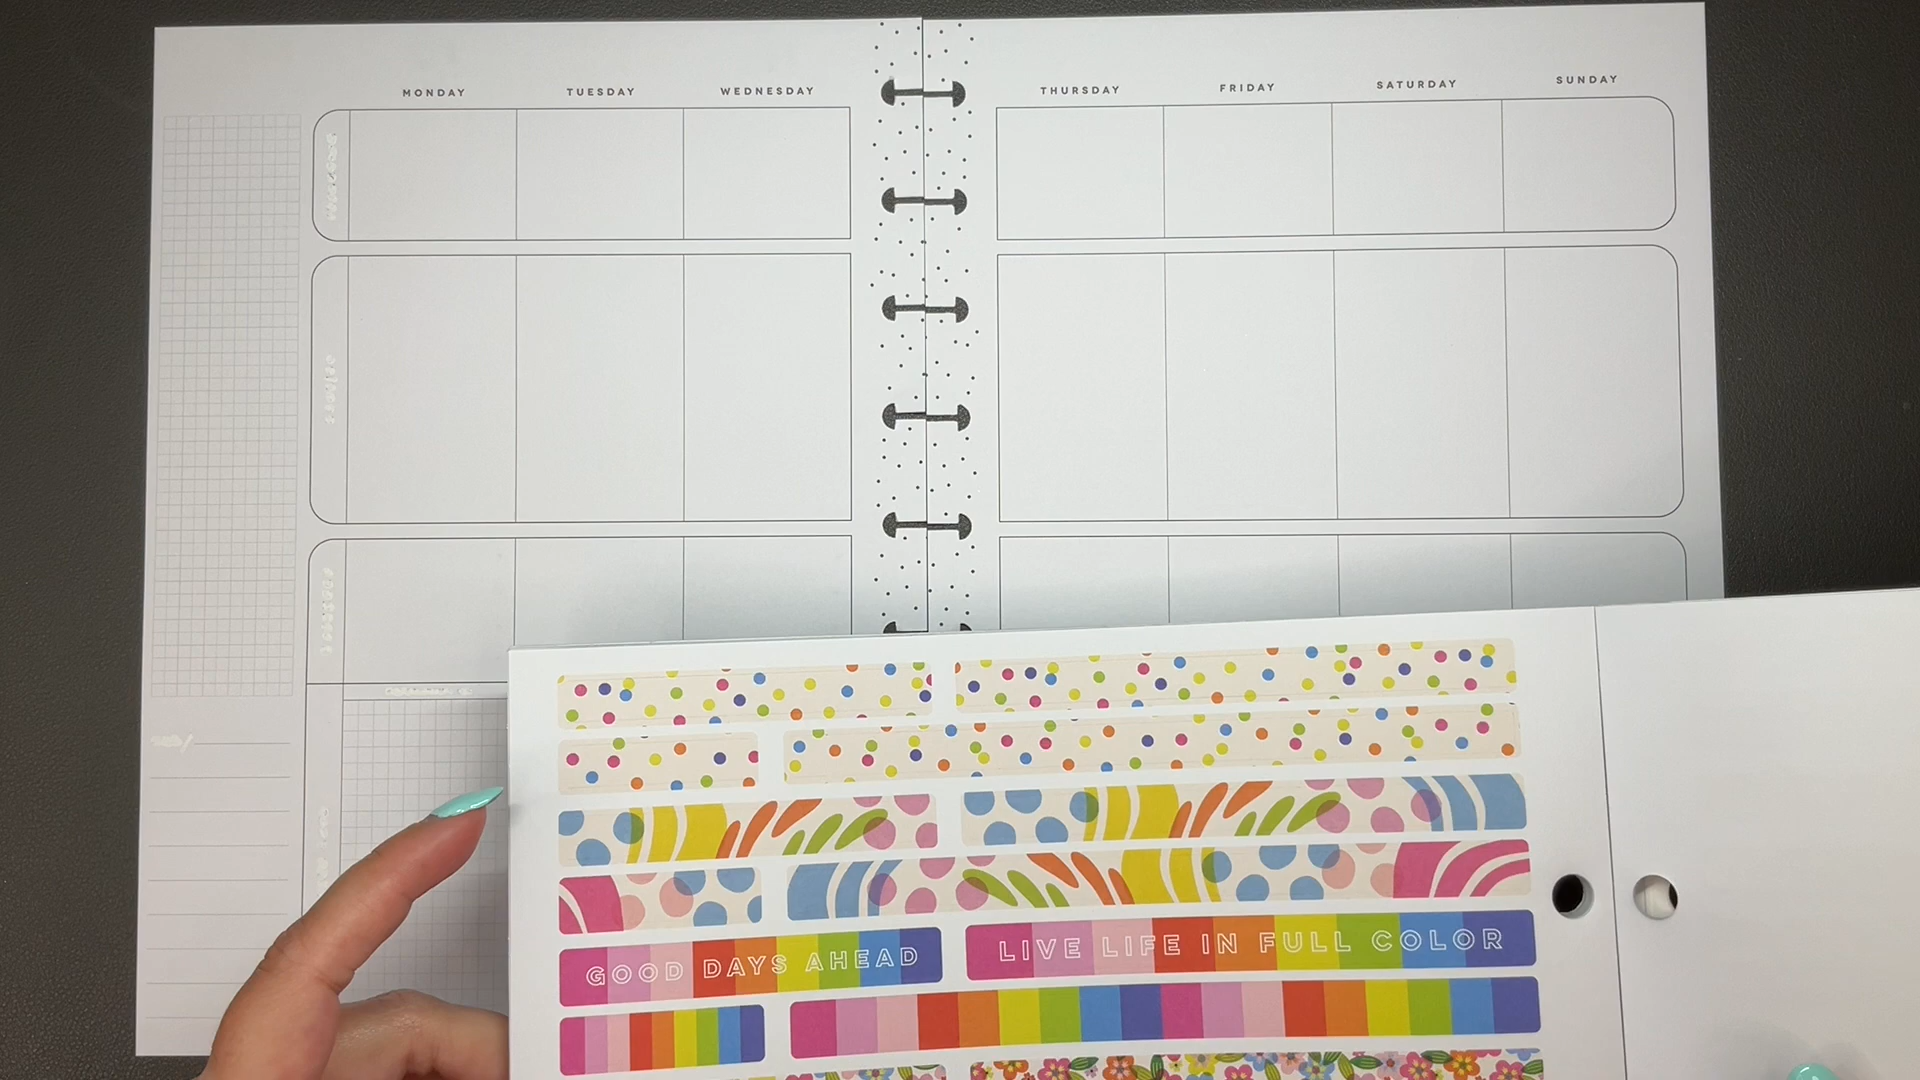 MONDAY TUESDAY WEDNESDAY THURSDAY FRIDAY SATURDAY SUNDAY
GOOD DAYS AHEAD
LIVE LIFE IN FULL COLOR